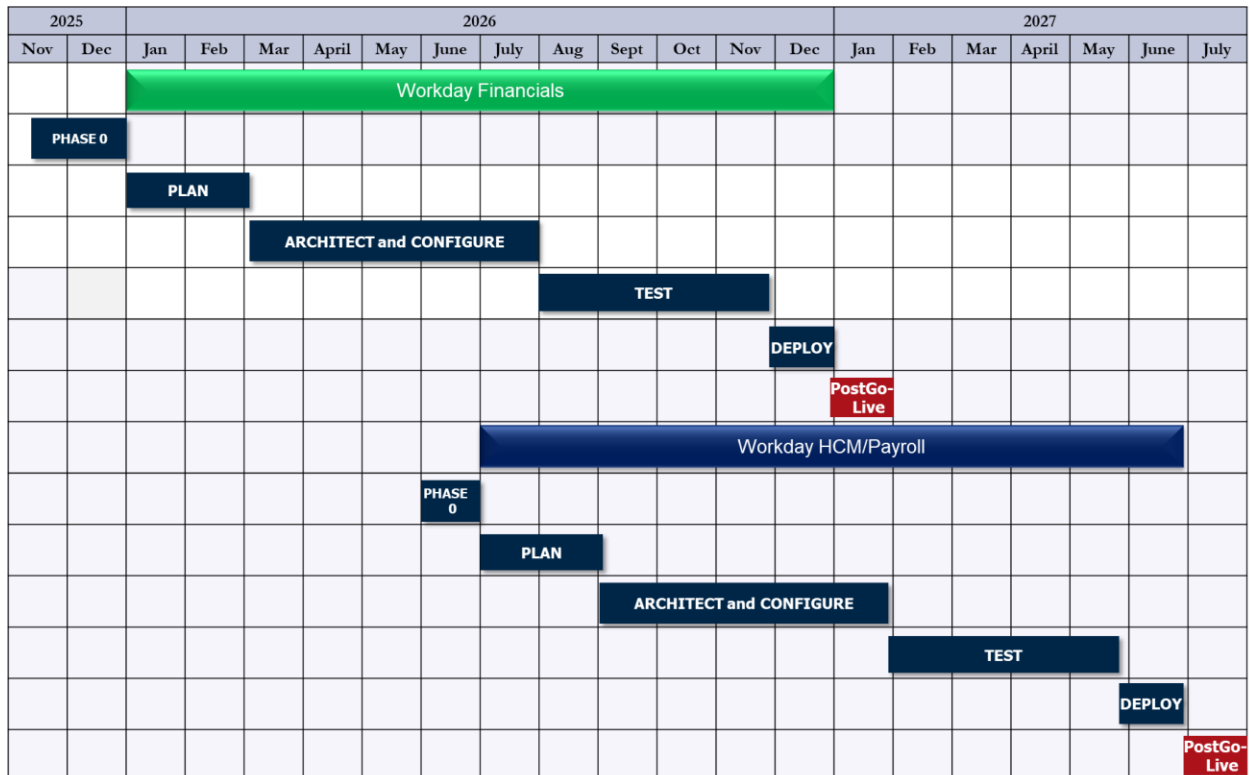 2025 2026 2027
Nov Dec Jan Feb Mar April May June July Aug Sept Oct Nov Dec Jan Feb Mar April May June July
Workday Financials
PHASE 0
PLAN
ARCHITECT and CONFIGURE
TEST
DEPLOY
PostGo-
Live
Workday HCM/Payroll
PHASE
0
PLAN
ARCHITECT and CONFIGURE
TEST
DEPLOY
PostGo-
Live